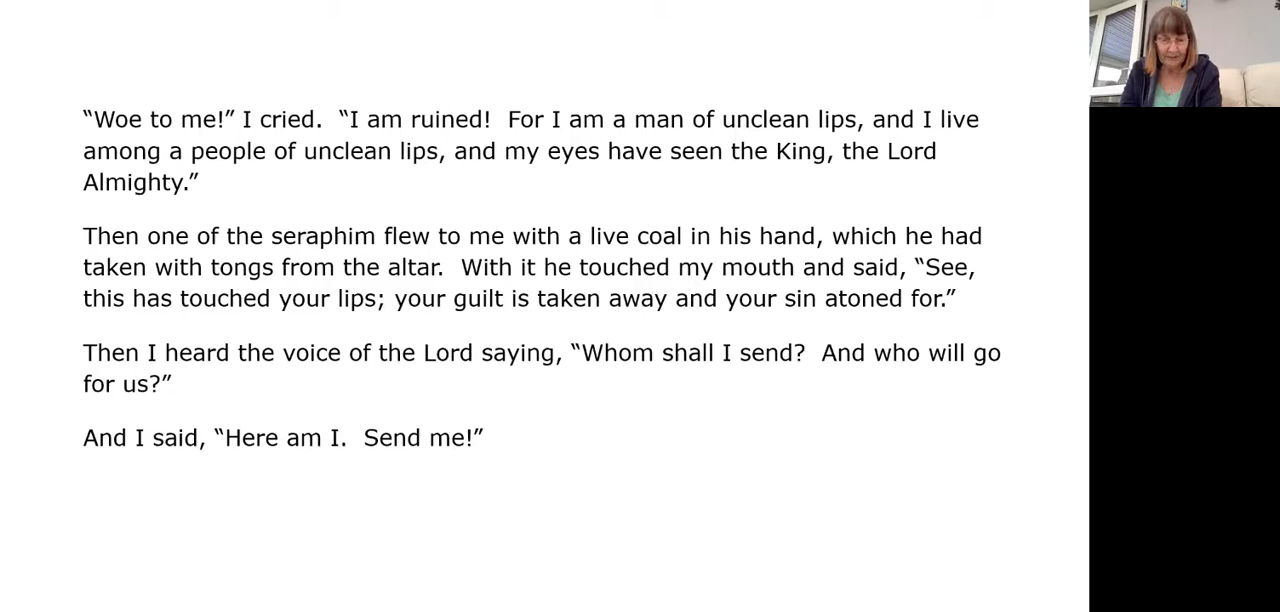 “Woe to me!” I cried.  “I am ruined!  For I am a man of unclean lips, and I live
among a people of unclean lips, and my eyes have seen the King, the Lord
Almighty.”
Then one of the seraphim flew to me with a live coal in his hand, which he had
taken with tongs from the altar.  With it he touched my mouth and said, “See,
this has touched your lips; your guilt is taken away and your sin atoned for.”
Then I heard the voice of the Lord saying, “Whom shall I send?  And who will go
for us?”
And I said, “Here am I.  Send me!”